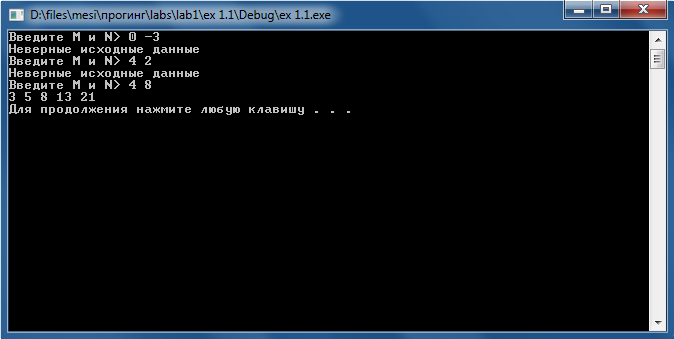 D:\files\mesi\прогинг\labs\lab1\ex 1.1\Debug\ex 1.1.exe
Введите M и N> 0 -3
Неверные исходные данные
Введите M и N> 4 2
Неверные исходные данные
Введите M и N> 4 8
3 5 8 13 21
Для продолжения нажмите любую клавишу . . .